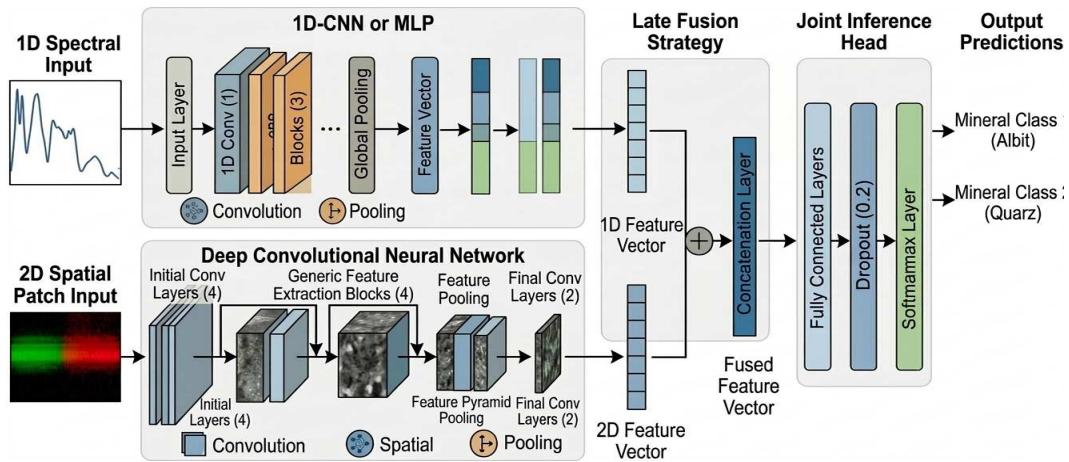 1D Spectral
Input
1D-CNN or MLP
Input Layer
1D Conv (1)
Blocks (3)
...
Global Pooling
Feature Vector
Convolution
Pooling
Late Fusion
Strategy
1D Feature
Vector
Concatenation Layer
Joint Inference
Head
Fully Connected Layers
Dropout (0.2)
Softmarmax Layer
Output
Predictions
Mineral Class
(Albit)
Mineral Class
(Quarz)
2D Spatial
Patch Input
Deep Convolutional Neural Network
Initial Conv
Layers (4)
Initial
Layers (4)
Generic Feature
Extraction Blocks (4)
Feature
Pooling
Feature Pyramid
Pooling
Final Conv
Layers (2)
Final Conv
Layers (2)
Convolution
Spatial
Pooling
2D Feature
Vector
Fused
Feature
Vector